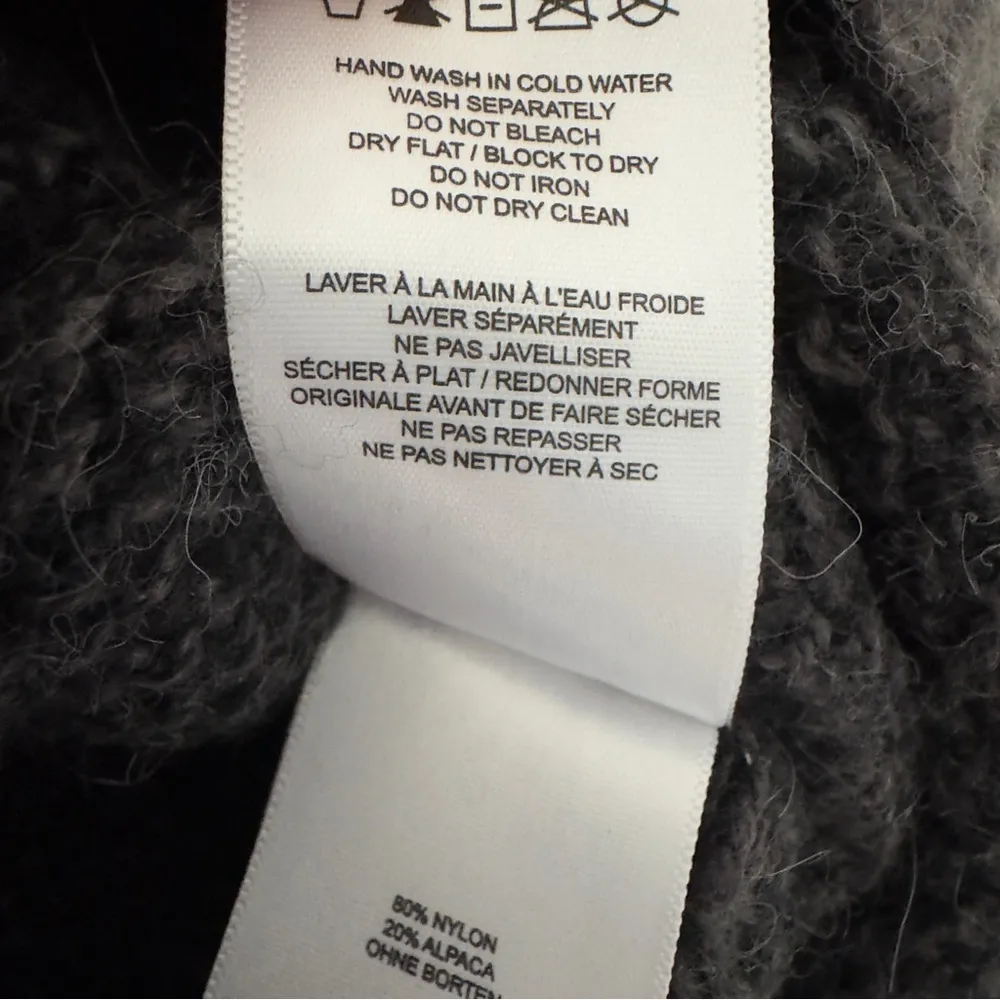 HAND WASH IN COLD WATER
WASH SEPARATELY
DO NOT BLEACH
DRY FLAT / BLOCK TO DRY
DO NOT IRON
DO NOT DRY CLEAN
LAVER À LA MAIN À L'EAU FROIDE
LAVER SÉPARÉMENT
NE PAS JAVELLISER
SÉCHER À PLAT / REDONNER FORME
ORIGINALE AVANT DE FAIRE SÉCHER
NE PAS REPASSER
NE PAS NETTOYER À SEC
80% NYLON
20% ALPACA
OHNE BORTEN